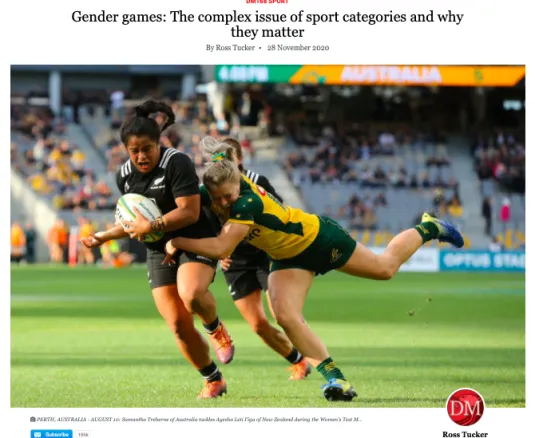 DM168 SPORT
Gender games: The complex issue of sport categories and why
they matter
By Ross Tucker • 28 November 2020
4:03PM AUSTRALIA
OPTUS STAD
PERTH, AUSTRALIA - AUGUST 10: Samantha Treherne of Australia tackles Ayesha Leti I'iga of New Zealand during the Women's Test M...
DM
Subscribe
Ross Tucker